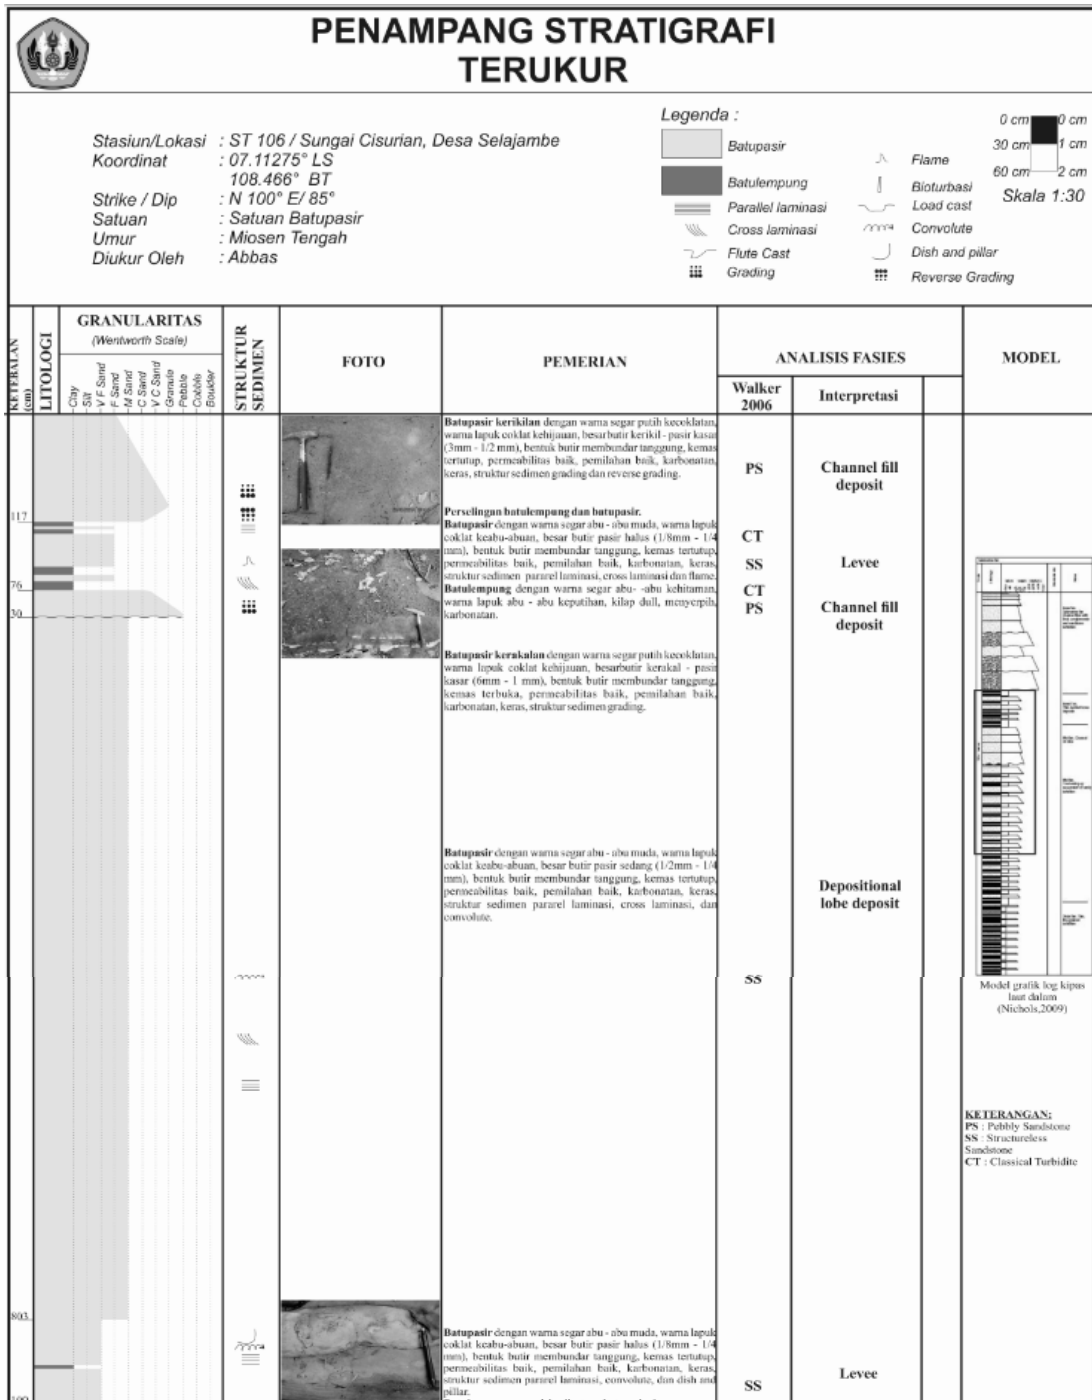 PENAMPANG STRATIGRAFI
TERUKUR
Stasiun/Lokasi : ST 106 / Sungai Cisurian, Desa Selajambe
Koordinat : 07.11275° LS
108.466° BT
Strike / Dip : N 100° E/ 85°
Satuan : Satuan Batupasir
Umur : Miosen Tengah
Diukur Oleh : Abbas
Legenda :
Batupasir
Batulempung
Parallel laminasi
Cross laminasi
Flute Cast
Grading
Flame
Bioturbasi
Load cast
Convolute
Dish and pillar
Reverse Grading
0 cm 0 cm
30 cm 1 cm
60 cm 2 cm
Skala 1:30
KETEBALAN
(cm)
LITOLOGI
GRANULARITAS
(Wentworth Scale)
Clay
Silt
V F Sand
F Sand
M Sand
C Sand
V C Sand
Granule
Pebble
Cobble
Boulder
STRUKTUR
SEDIMEN
FOTO
PEMERIAN
ANALISIS FASIES
Walker
2006
Interpretasi
MODEL
Batupasir kerikilan dengan warna segar putih kecoklatan,
warna lapuk coklat kehijauan, besarbutir kerikil - pasir kasar
(3mm - 1/2 mm), bentuk butir membundar tanggung, kemas
tertutup, permeabilitas baik, pemilahan baik, karbonatan,
keras, struktur sedimen grading dan reverse grading.
PS
Channel fill
deposit
117
Perselingan batulempung dan batupasir.
Batupasir dengan warna segar abu - abu muda, warna lapuk
coklat keabu-abuan, besar butir pasir halus (1/8mm - 1/4
mm), bentuk butir membundar tanggung, kemas tertutup,
permeabilitas baik, pemilahan baik, karbonatan, keras,
struktur sedimen pararel laminasi, cross laminasi dan flame.
Batulempung dengan warna segar abu- -abu kehitaman,
warna lapuk abu - abu keputihan, kilap dull, menyerpih,
karbonatan.
CT
SS
Levee
CT
76
PS
Channel fill
deposit
30
Batupasir kerakalan dengan warna segar putih kecoklatan,
warna lapuk coklat kehijauan, besarbutir kerakal - pasir
kasar (6mm - 1 mm), bentuk butir membundar tanggung,
kemas terbuka, permeabilitas baik, pemilahan baik,
karbonatan, keras, struktur sedimen grading.
Batupasir dengan warna segar abu - abu muda, warna lapuk
coklat keabu-abuan, besar butir pasir sedang (1/2mm - 1/4
mm), bentuk butir membundar tanggung, kemas tertutup,
permeabilitas baik, pemilahan baik, karbonatan, keras,
struktur sedimen pararel laminasi, cross laminasi, dan
convolute.
Depositional
lobe deposit
SS
Model grafik log kipas
laut dalam
(Nichols,2009)
KETERANGAN:
PS : Pebbly Sandstone
SS : Structureless
Sandstone
CT : Classical Turbidite
803
Batupasir dengan warna segar abu - abu muda, warna lapuk
coklat keabu-abuan, besar butir pasir halus (1/8mm - 1/4
mm), bentuk butir membundar tanggung, kemas tertutup,
permeabilitas baik, pemilahan baik, karbonatan, keras,
struktur sedimen pararel laminasi, convolute, dan dish and
pillar.
Levee
SS